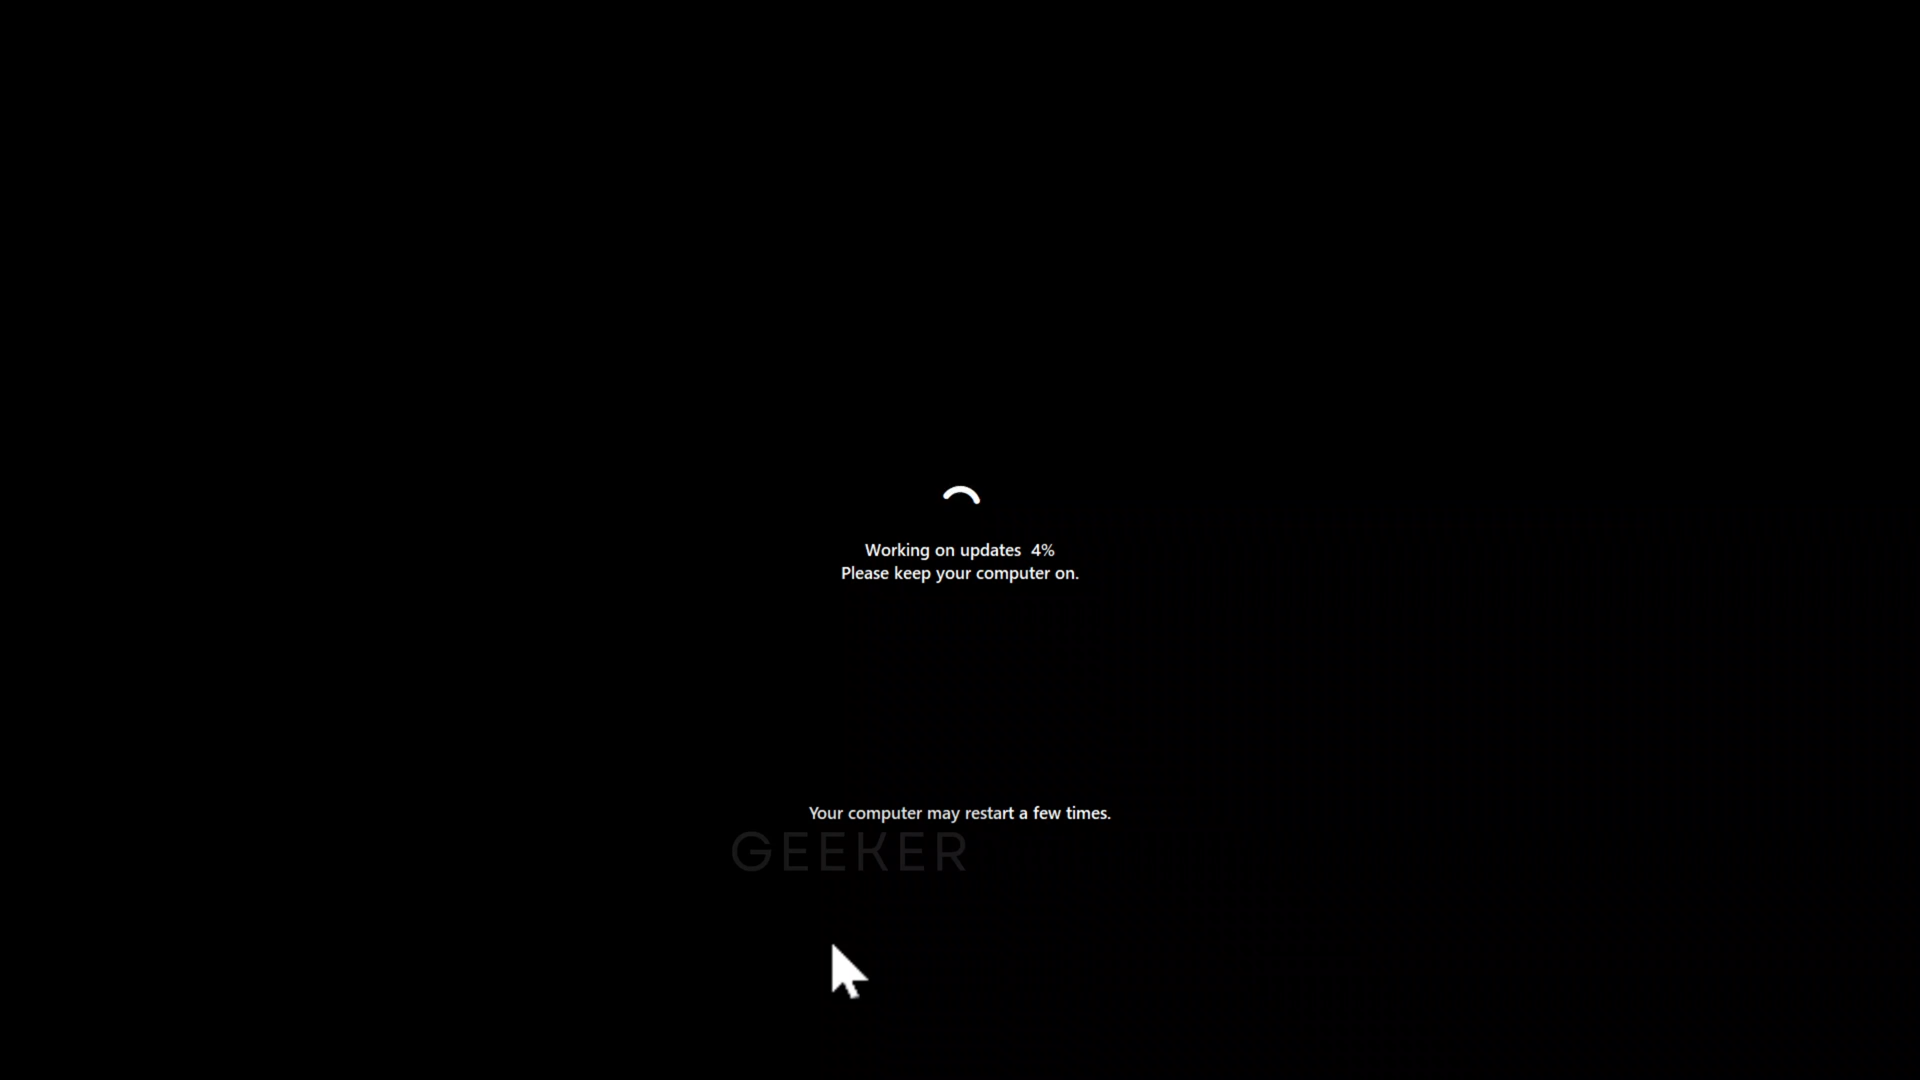 Working on updates  4%
Please keep your computer on.
Your computer may restart a few times.
GEEKER